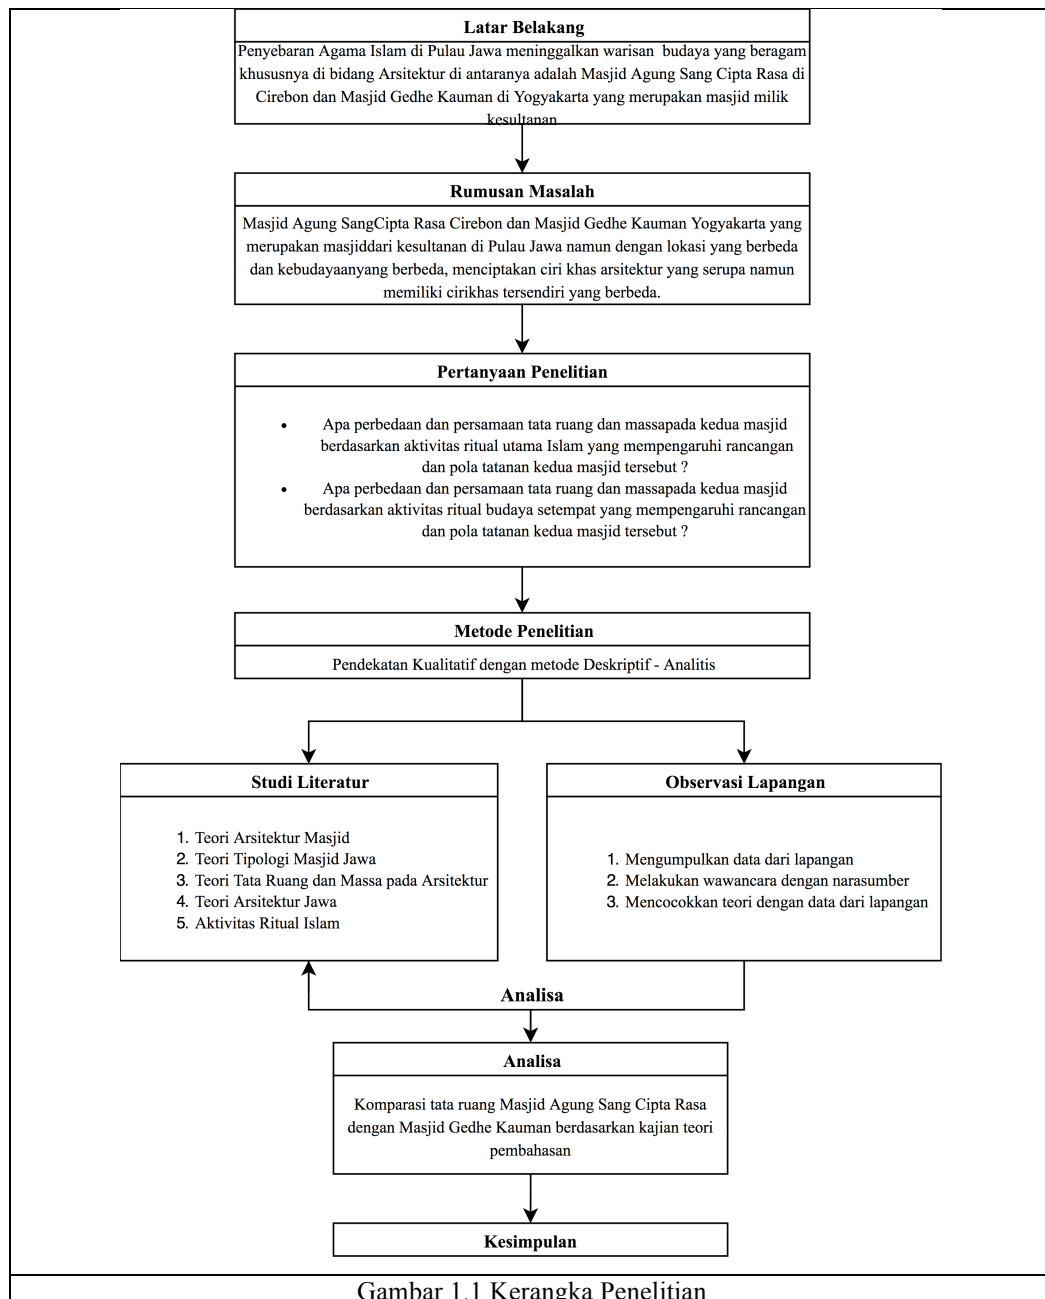 Latar Belakang
Penyebaran Agama Islam di Pulau Jawa meninggalkan warisan budaya yang beragam
khususnya di bidang Arsitektur di antaranya adalah Masjid Agung Sang Cipta Rasa di
Cirebon dan Masjid Gedhe Kauman di Yogyakarta yang merupakan masjid milik
kesultanan
Rumusan Masalah
Masjid Agung SangCipta Rasa Cirebon dan Masjid Gedhe Kauman Yogyakarta yang
merupakan masjiddari kesultanan di Pulau Jawa namun dengan lokasi yang berbeda
dan kebudayaanyang berbeda, menciptakan ciri khas arsitektur yang serupa namun
memiliki cirikhas tersendiri yang berbeda.
Pertanyaan Penelitian
• Apa perbedaan dan persamaan tata ruang dan massapada kedua masjid
berdasarkan aktivitas ritual utama Islam yang mempengaruhi rancangan
dan pola tatanan kedua masjid tersebut ?
• Apa perbedaan dan persamaan tata ruang dan massapada kedua masjid
berdasarkan aktivitas ritual budaya setempat yang mempengaruhi rancangan
dan pola tatanan kedua masjid tersebut ?
Metode Penelitian
Pendekatan Kualitatif dengan metode Deskriptif - Analitis
Studi Literatur
1. Teori Arsitektur Masjid
2. Teori Tipologi Masjid Jawa
3. Teori Tata Ruang dan Massa pada Arsitektur
4. Teori Arsitektur Jawa
5. Aktivitas Ritual Islam
Observasi Lapangan
1. Mengumpulkan data dari lapangan
2. Melakukan wawancara dengan narasumber
3. Mencocokkan teori dengan data dari lapangan
Analisa
Analisa
Komparasi tata ruang Masjid Agung Sang Cipta Rasa
dengan Masjid Gedhe Kauman berdasarkan kajian teori
pembahasan
Kesimpulan
Gambar 1.1 Kerangka Penelitian